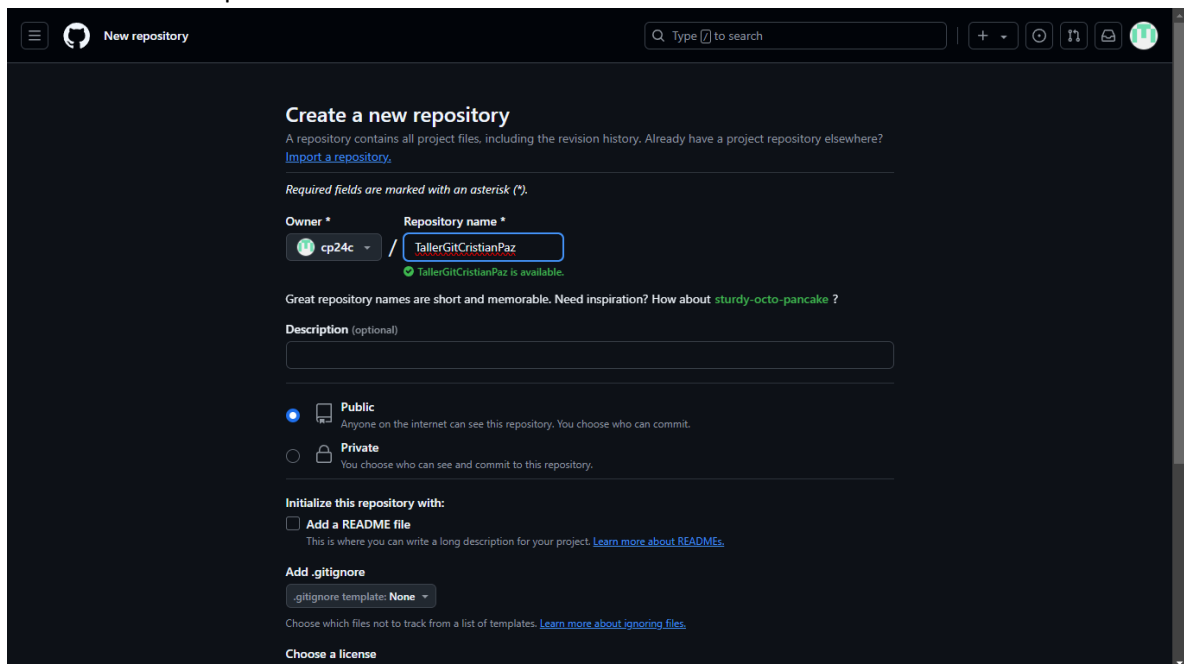 New repository
Type / to search
Create a new repository
A repository contains all project files, including the revision history. Already have a project repository elsewhere?
Import a repository.
Required fields are marked with an asterisk (*).
Owner * Repository name *
cp24c / TallerGitCristianPaz
TallerGitCristianPaz is available.
Great repository names are short and memorable. Need inspiration? How about sturdy-octo-pancake ?
Description (optional)
Public
Anyone on the internet can see this repository. You choose who can commit.
Private
You choose who can see and commit to this repository.
Initialize this repository with:
Add a README file
This is where you can write a long description for your project. Learn more about READMEs.
Add .gitignore
.gitignore template: None
Choose which files not to track from a list of templates. Learn more about ignoring files.
Choose a license